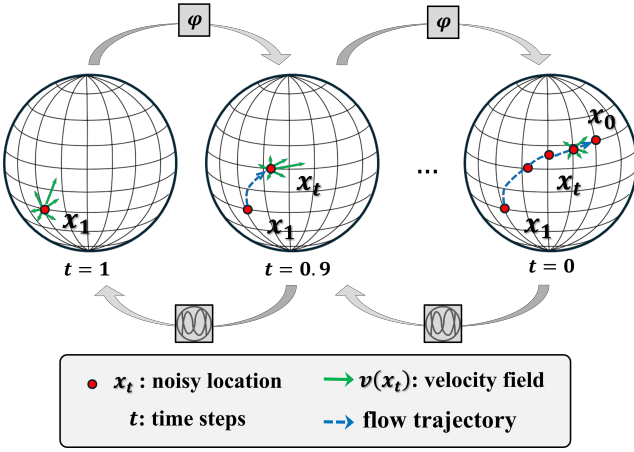 φ
φ
x₁
x₁
xₜ
...
x₁
xₜ
x₀
t = 1
t = 0.9
t = 0
xₜ : noisy location
v(xₜ): velocity field
t: time steps
flow trajectory